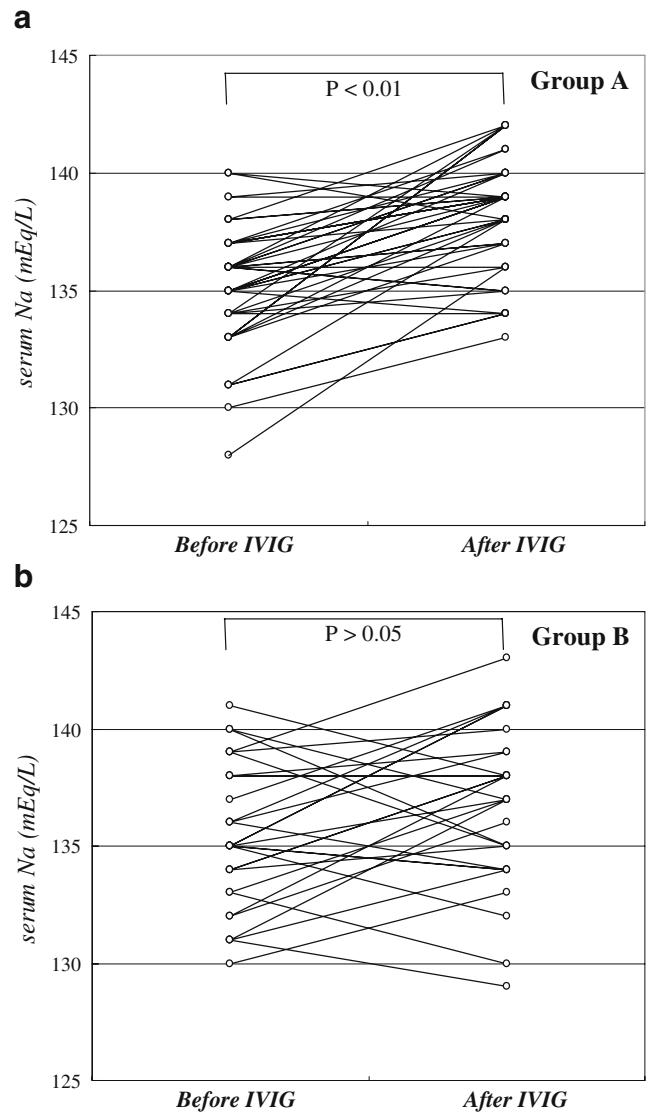 a
145
P < 0.01
Group A
140
135
130
125
serum Na (mEq/L)
Before IVIG
After IVIG
b
145
P > 0.05
Group B
140
135
130
125
serum Na (mEq/L)
Before IVIG
After IVIG